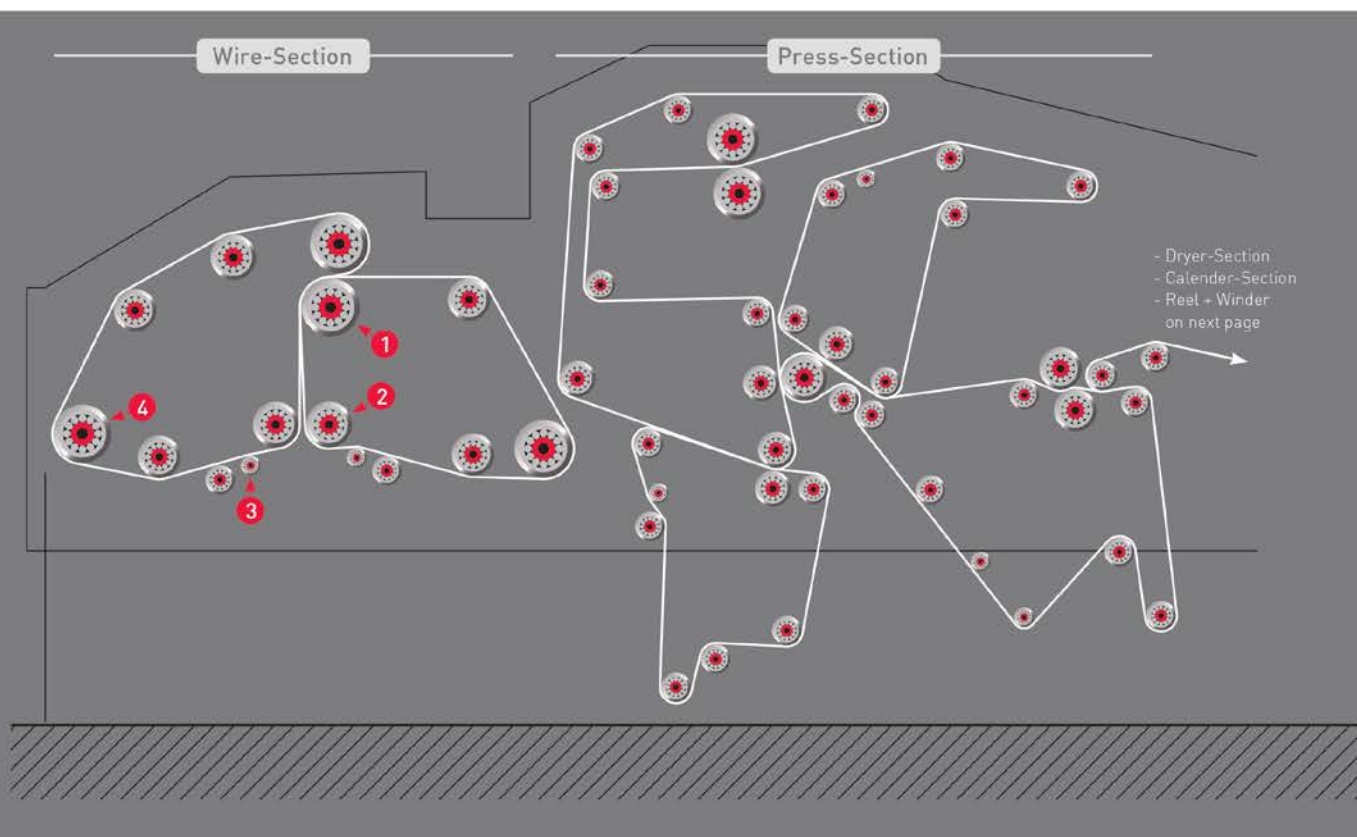 Wire-Section
Press-Section
- Dryer-Section
- Calender-Section
- Reel + Winder
on next page
1
2
4
3